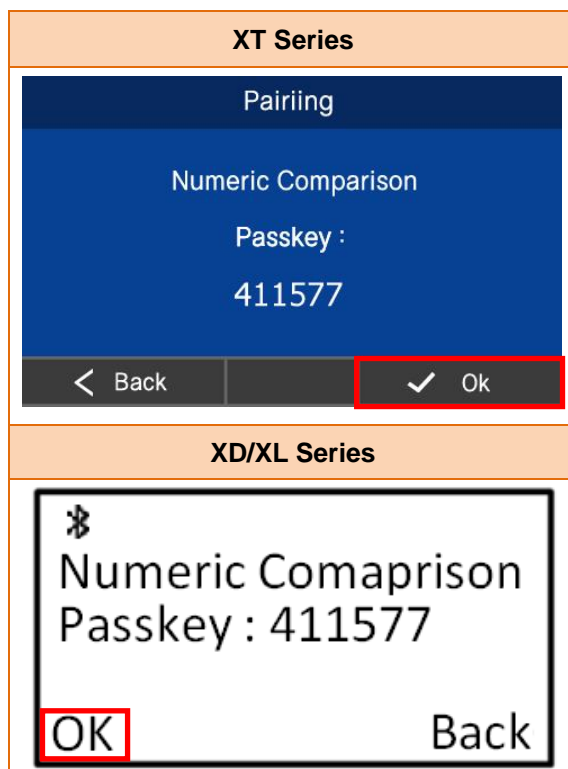 XT Series
Pairiing
Numeric Comparison
Passkey :
411577
Back Ok
XD/XL Series
Numeric Comaprison
Passkey : 411577
OK Back